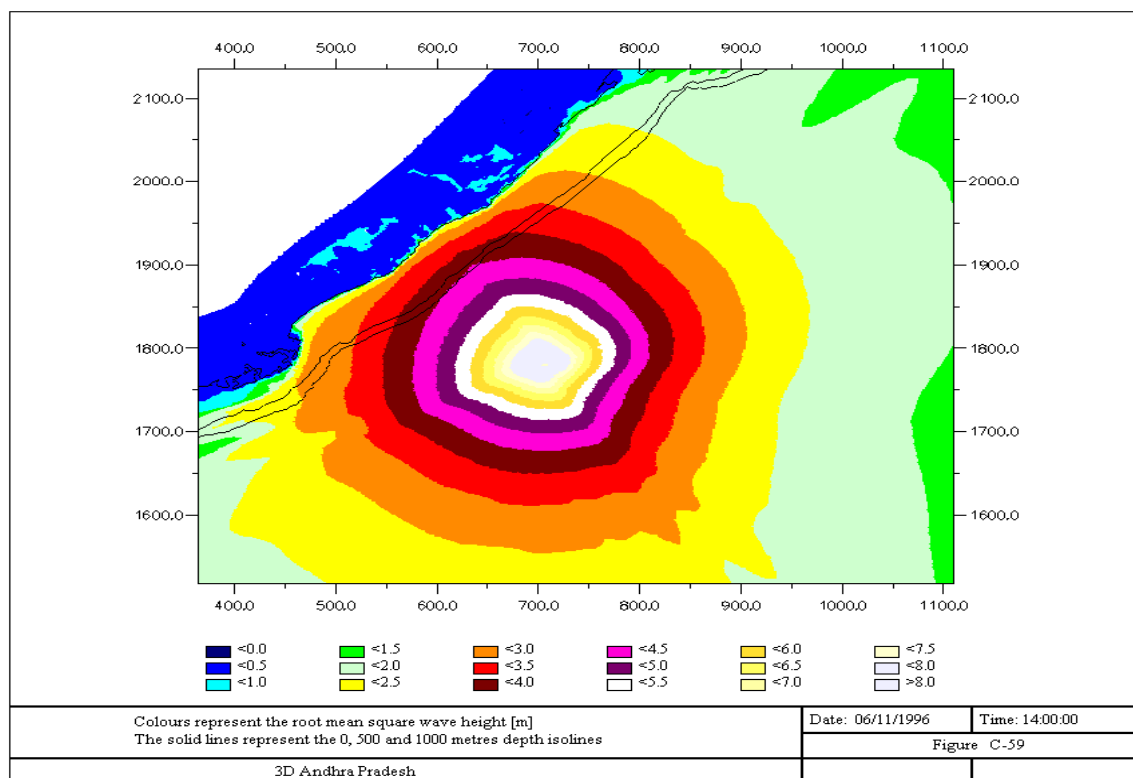 400.0 500.0 600.0 700.0 800.0 900.0 1000.0 1100.0
2100.0 2100.0
2000.0 2000.0
1900.0 1900.0
1800.0 1800.0
1700.0 1700.0
1600.0 1600.0
400.0 500.0 600.0 700.0 800.0 900.0 1000.0 1100.0
<0.0 <1.5 <3.0 <4.5 <6.0 <7.5
<0.5 <2.0 <3.5 <5.0 <6.5 <8.0
<1.0 <2.5 <4.0 <5.5 <7.0 >8.0
Colours represent the root mean square wave height [m]
The solid lines represent the 0, 500 and 1000 metres depth isolines
Date: 06/11/1996 Time: 14:00:00
Figure C-59
3D Andhra Pradesh